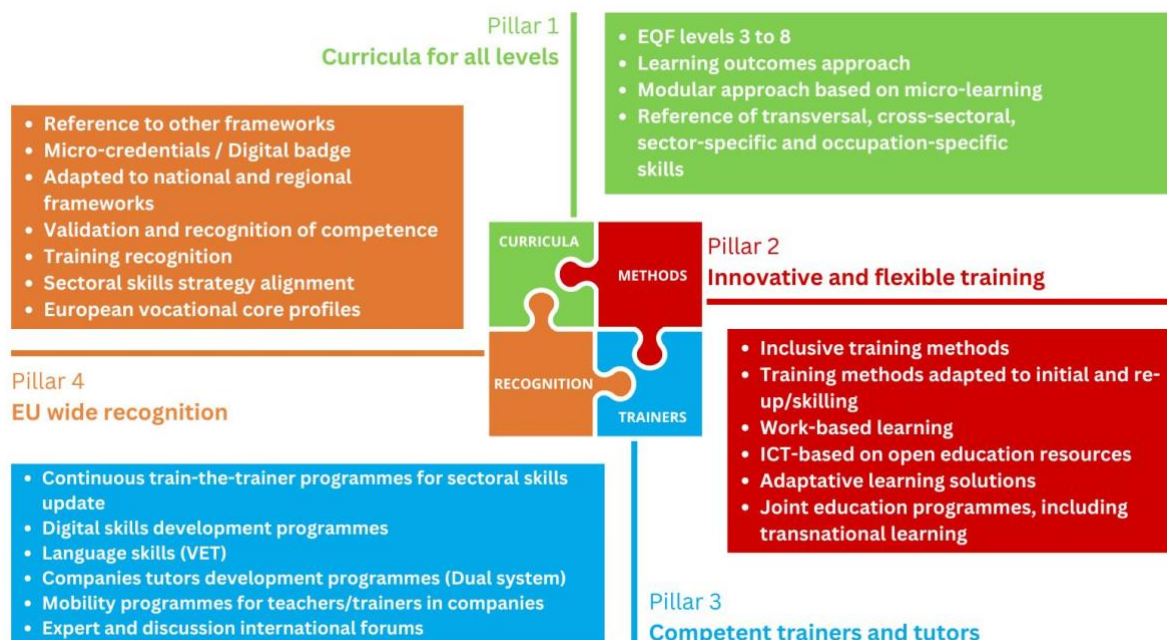 Pillar 1
Curricula for all levels
• EQF levels 3 to 8
• Learning outcomes approach
• Modular approach based on micro-learning
• Reference of transversal, cross-sectoral,
sector-specific and occupation-specific
skills
• Reference to other frameworks
• Micro-credentials / Digital badge
• Adapted to national and regional
frameworks
• Validation and recognition of competence
• Training recognition
• Sectoral skills strategy alignment
• European vocational core profiles
CURRICULA
METHODS
RECOGNITION
TRAINERS
Pillar 2
Innovative and flexible training
• Inclusive training methods
• Training methods adapted to initial and re-
up/skilling
• Work-based learning
• ICT-based on open education resources
• Adaptative learning solutions
• Joint education programmes, including
transnational learning
Pillar 4
EU wide recognition
• Continuous train-the-trainer programmes for sectoral skills
update
• Digital skills development programmes
• Language skills (VET)
• Companies tutors development programmes (Dual system)
• Mobility programmes for teachers/trainers in companies
• Expert and discussion international forums
Pillar 3
Competent trainers and tutors